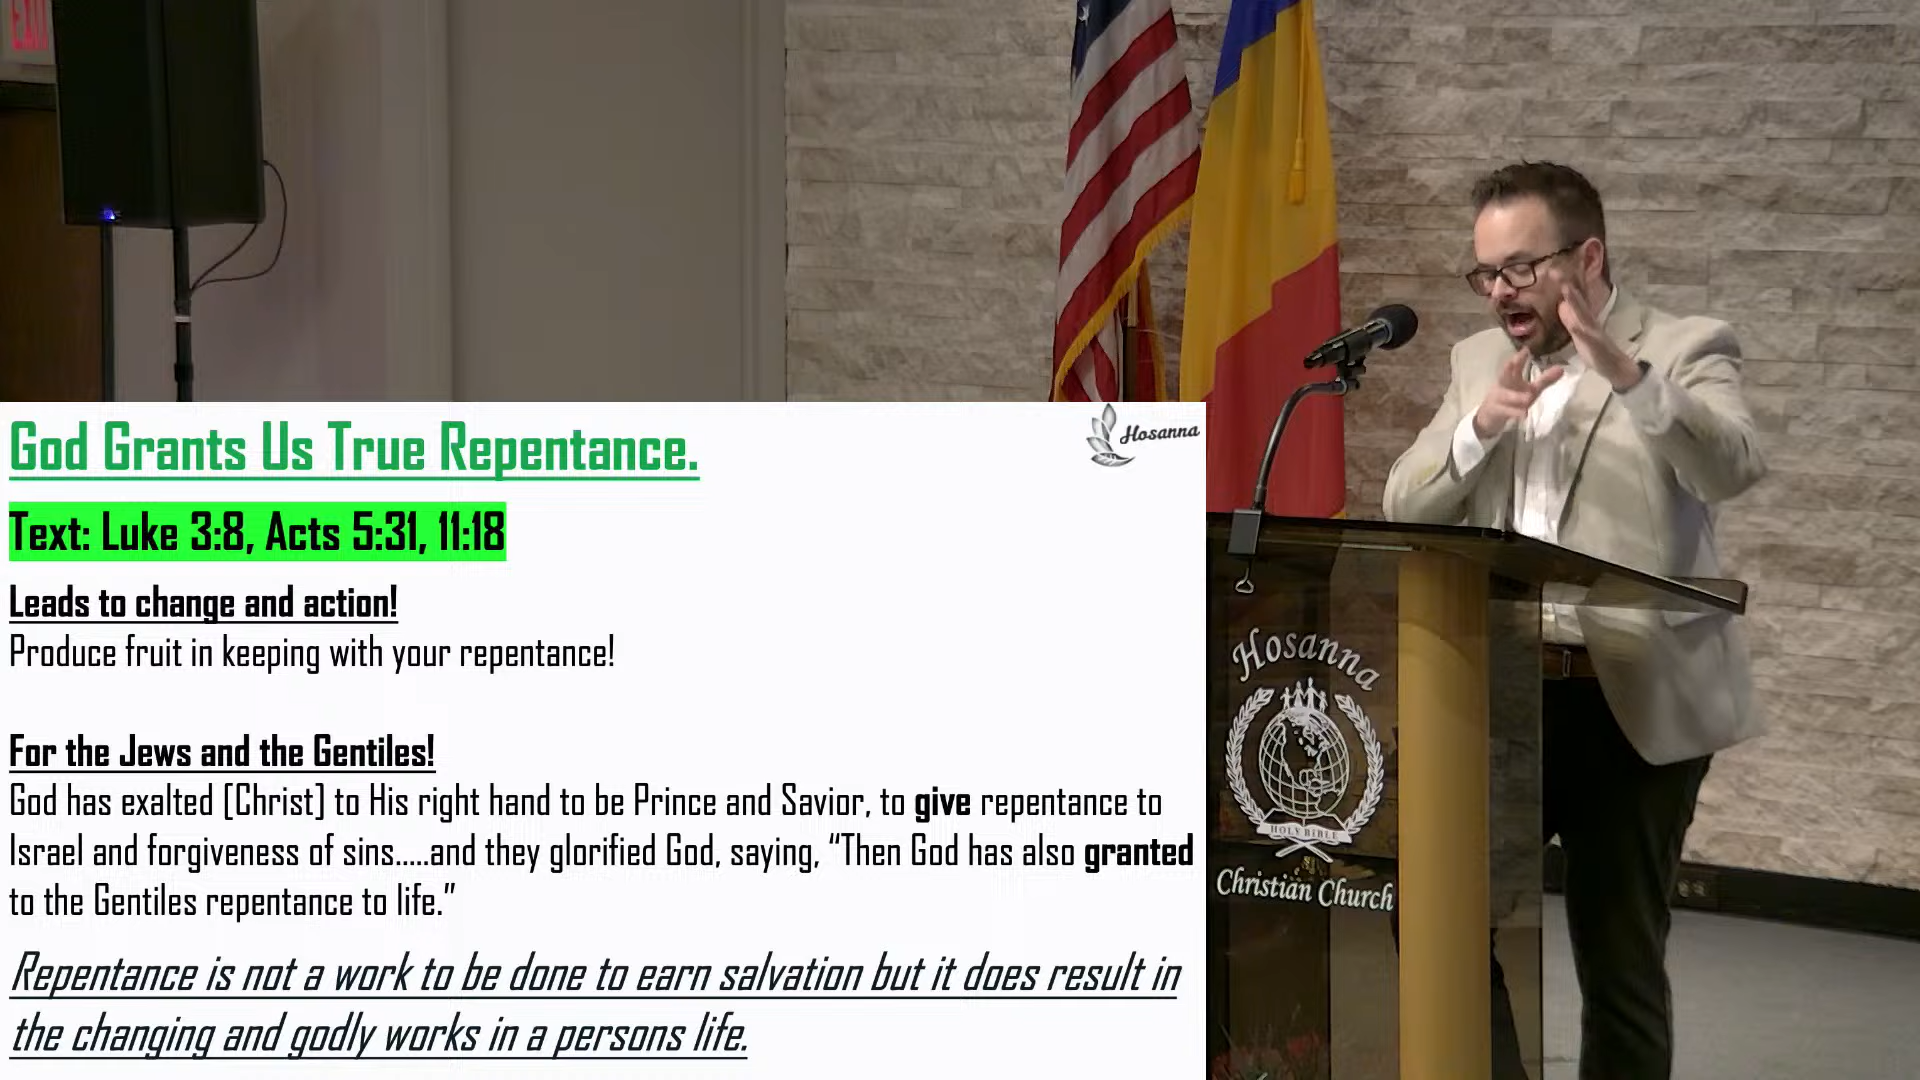 EXIT
God Grants Us True Repentance.
Hosanna
Text: Luke 3:8, Acts 5:31, 11:18
Leads to change and action!
Produce fruit in keeping with your repentance!
For the Jews and the Gentiles!
God has exalted [Christ] to His right hand to be Prince and Savior, to give repentance to
Israel and forgiveness of sins.....and they glorified God, saying, “Then God has also granted
to the Gentiles repentance to life.”
Repentance is not a work to be done to earn salvation but it does result in
the changing and godly works in a persons life.
Hosanna
HOLY BIBLE
Christian Church